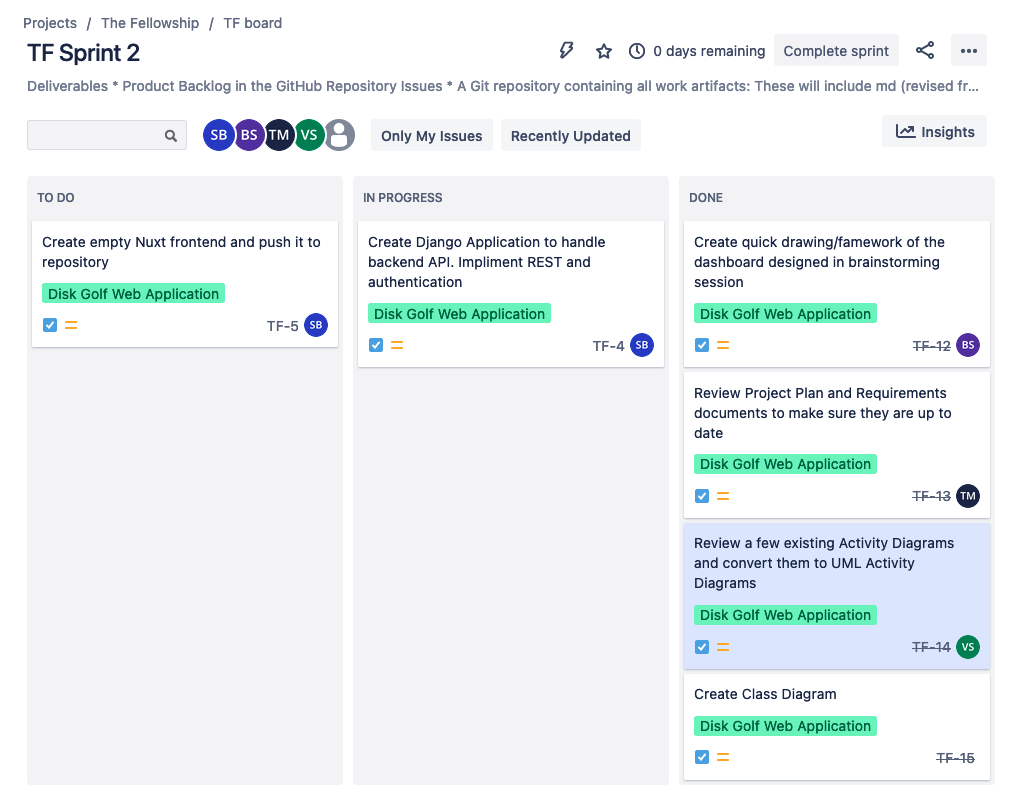 Projects / The Fellowship / TF board
TF Sprint 2
0 days remaining
Complete sprint
Deliverables * Product Backlog in the GitHub Repository Issues * A Git repository containing all work artifacts: These will include md (revised fr...
SB BS TM VS
Only My Issues
Recently Updated
Insights
TO DO
Create empty Nuxt frontend and push it to
repository
Disk Golf Web Application
TF-5 SB
IN PROGRESS
Create Django Application to handle
backend API. Impliment REST and
authentication
Disk Golf Web Application
TF-4 SB
DONE
Create quick drawing/famework of the
dashboard designed in brainstorming
session
Disk Golf Web Application
TF-12 BS
Review Project Plan and Requirements
documents to make sure they are up to
date
Disk Golf Web Application
TF-13 TM
Review a few existing Activity Diagrams
and convert them to UML Activity
Diagrams
Disk Golf Web Application
TF-14 VS
Create Class Diagram
Disk Golf Web Application
TF-15